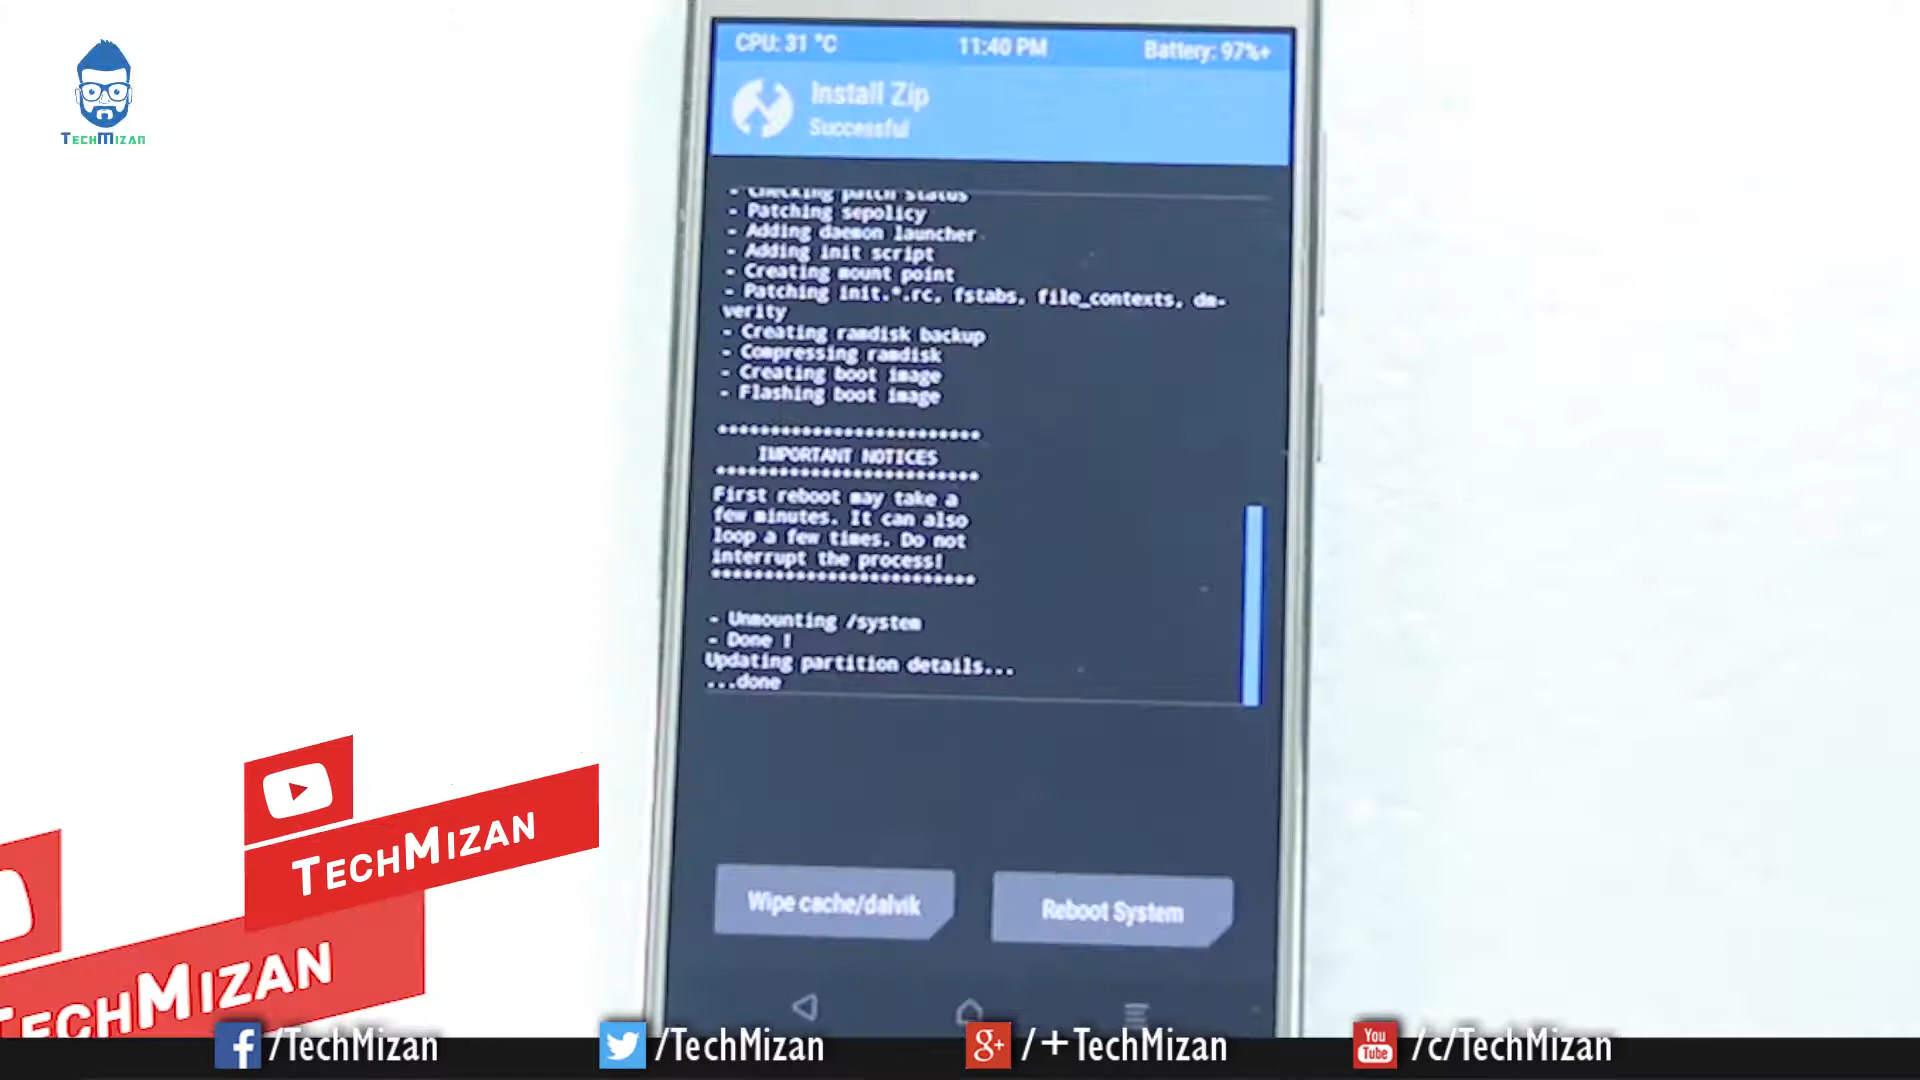 TechMizan
CPU: 31 °C
11:40 PM
Battery: 97%+
Install Zip
Successful
- Checking patch status
- Patching sepolicy
- Adding daemon launcher
- Adding init script
- Creating mount point
- Patching init.*.rc, fstabs, file_contexts, dm-
verity
- Creating ramdisk backup
- Compressing ramdisk
- Creating boot image
- Flashing boot image
*************************
IMPORTANT NOTICES
*************************
First reboot may take a
few minutes. It can also
loop a few times. Do not
interrupt the process!
*************************
- Unmounting /system
- Done !
Updating partition details...
...done
Wipe cache/dalvik
Reboot System
TechMizan
TechMizan
f /TechMizan
/TechMizan
g+ /+TechMizan
You Tube /c/TechMizan